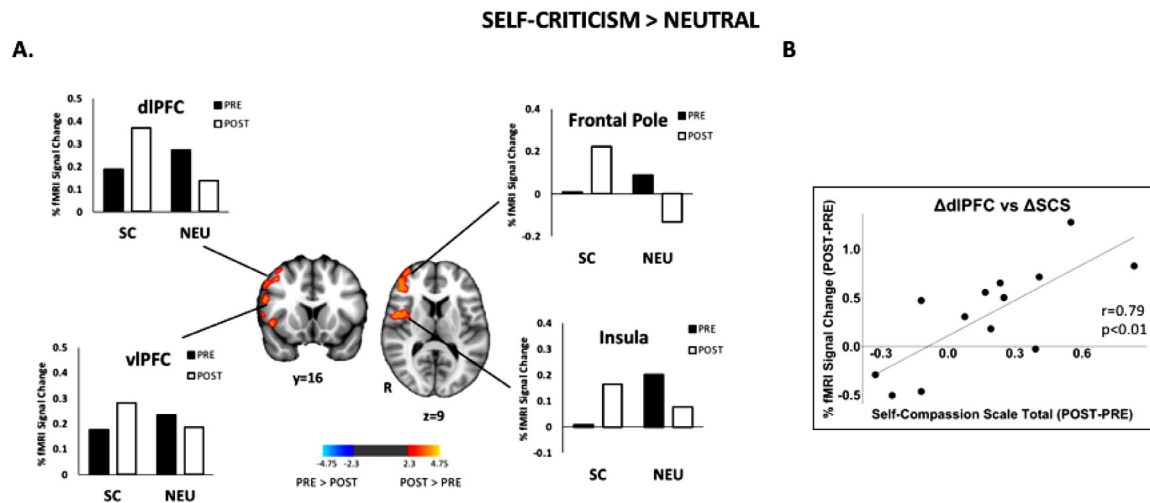 SELF-CRITICISM > NEUTRAL
A.
B
dlPFC
% fMRI Signal Change
0.5
0.4
0.3
0.2
0.1
0
PRE
POST
SC NEU
Frontal Pole
% fMRI Signal Change
0.4
0.2
0
-0.2
PRE
POST
SC NEU
vlPFC
% fMRI Signal Change
0.5
0.4
0.3
0.2
0.1
0
PRE
POST
SC NEU
y=16
R
z=9
-4.75 -2.3 2.3 4.75
PRE > POST POST > PRE
Insula
% fMRI Signal Change
0.4
0.3
0.2
0.1
0
-0.1
PRE
POST
SC NEU
ΔdlPFC vs ΔSCS
% fMRI Signal Change (POST-PRE)
1.0
0.5
0.0
-0.5
-0.3 0.0 0.3 0.6
r=0.79
p<0.01
Self-Compassion Scale Total (POST-PRE)